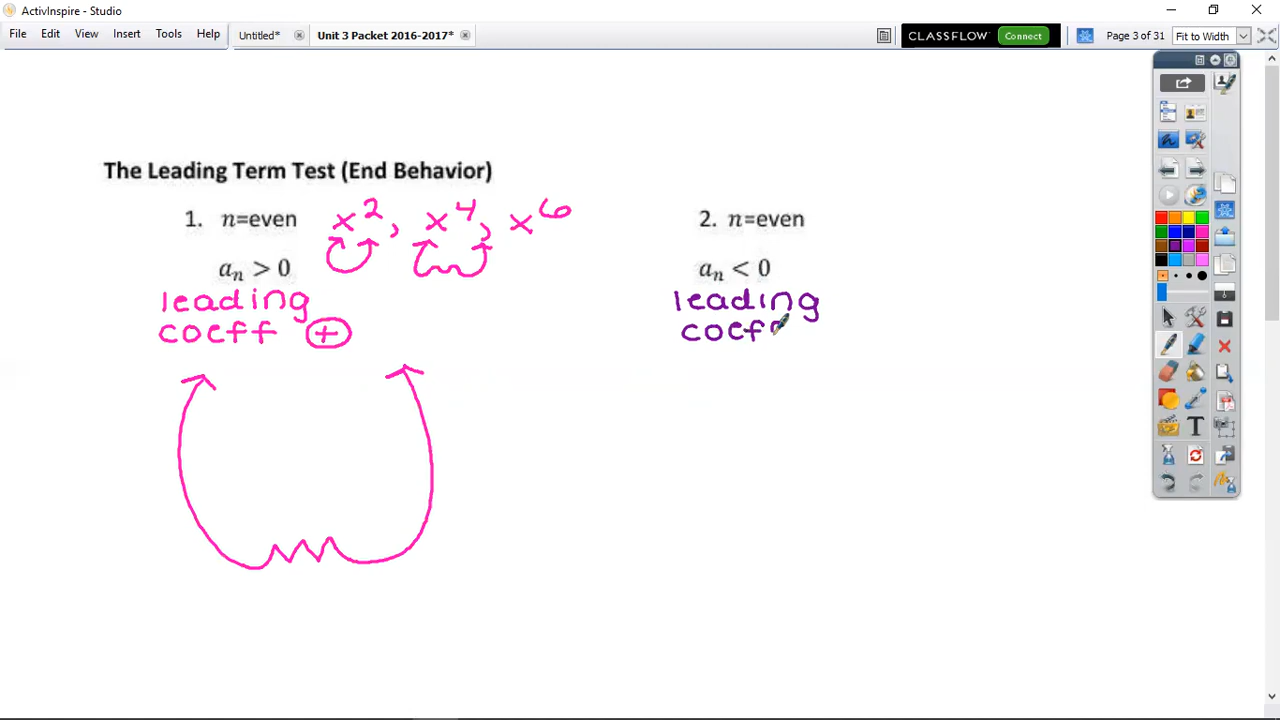 ActivInspire - Studio
File Edit View Insert Tools Help Untitled* Unit 3 Packet 2016-2017* CLASSFLOW Connect Page 3 of 31 Fit to Width
The Leading Term Test (End Behavior)
1. n=even x², x⁴, x⁶
aₙ > 0
leading
coeff +
2. n=even
aₙ < 0
leading
coeff